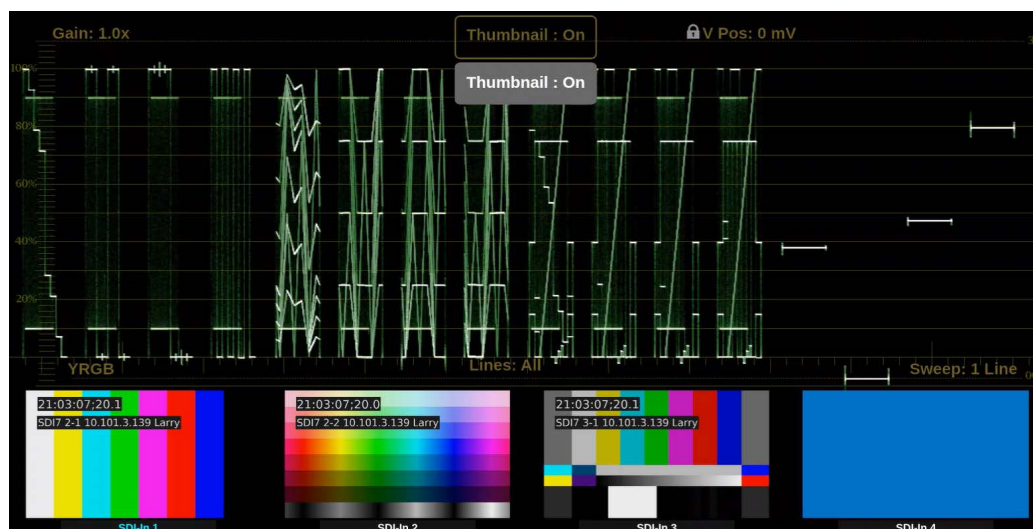 Gain: 1.0x
Thumbnail : On
V Pos: 0 mV
Thumbnail : On
100%
80%
60%
40%
20%
YRGB
Lines: All
Sweep: 1 Line
21:03:07;20.1
SDI7 2-1 10.101.3.139 Larry
21:03:07;20.0
SDI7 2-2 10.101.3.139 Larry
21:03:07;20.1
SDI7 3-1 10.101.3.139 Larry
SDI-In 1
SDI-In 2
SDI-In 3
SDI-In 4